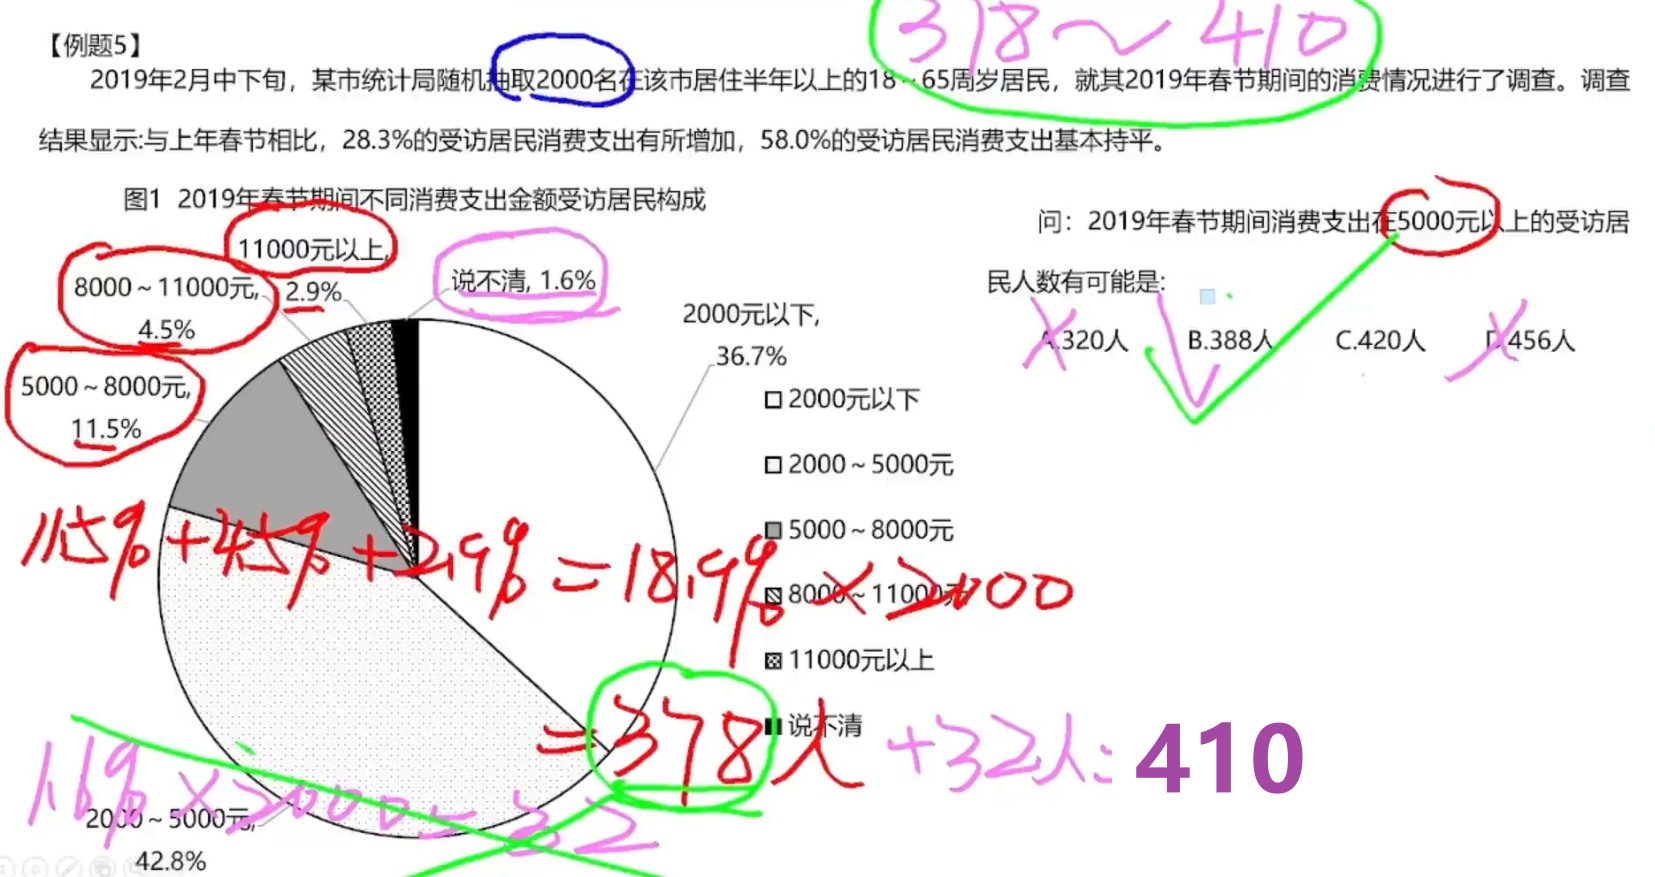 378～410
【例题5】
2019年2月中下旬，某市统计局随机抽取2000名在该市居住半年以上的18～65周岁居民，就其2019年春节期间的消费情况进行了调查。调查
结果显示:与上年春节相比，28.3%的受访居民消费支出有所增加，58.0%的受访居民消费支出基本持平。
图1 2019年春节期间不同消费支出金额受访居民构成
11000元以上,
2.9%
8000～11000元,
4.5%
5000～8000元,
11.5%
说不清, 1.6%
2000元以下,
36.7%
□ 2000元以下
□ 2000～5000元
5000～8000元
8000～11000元
11000元以上
说不清
2000～5000元,
42.8%
问：2019年春节期间消费支出在5000元以上的受访居
民人数有可能是:
A.320人 B.388人 C.420人 D.456人
11.5%+4.5%+2.9%=18.9%×2000
=378人+32人=410
1.6%×2000=32